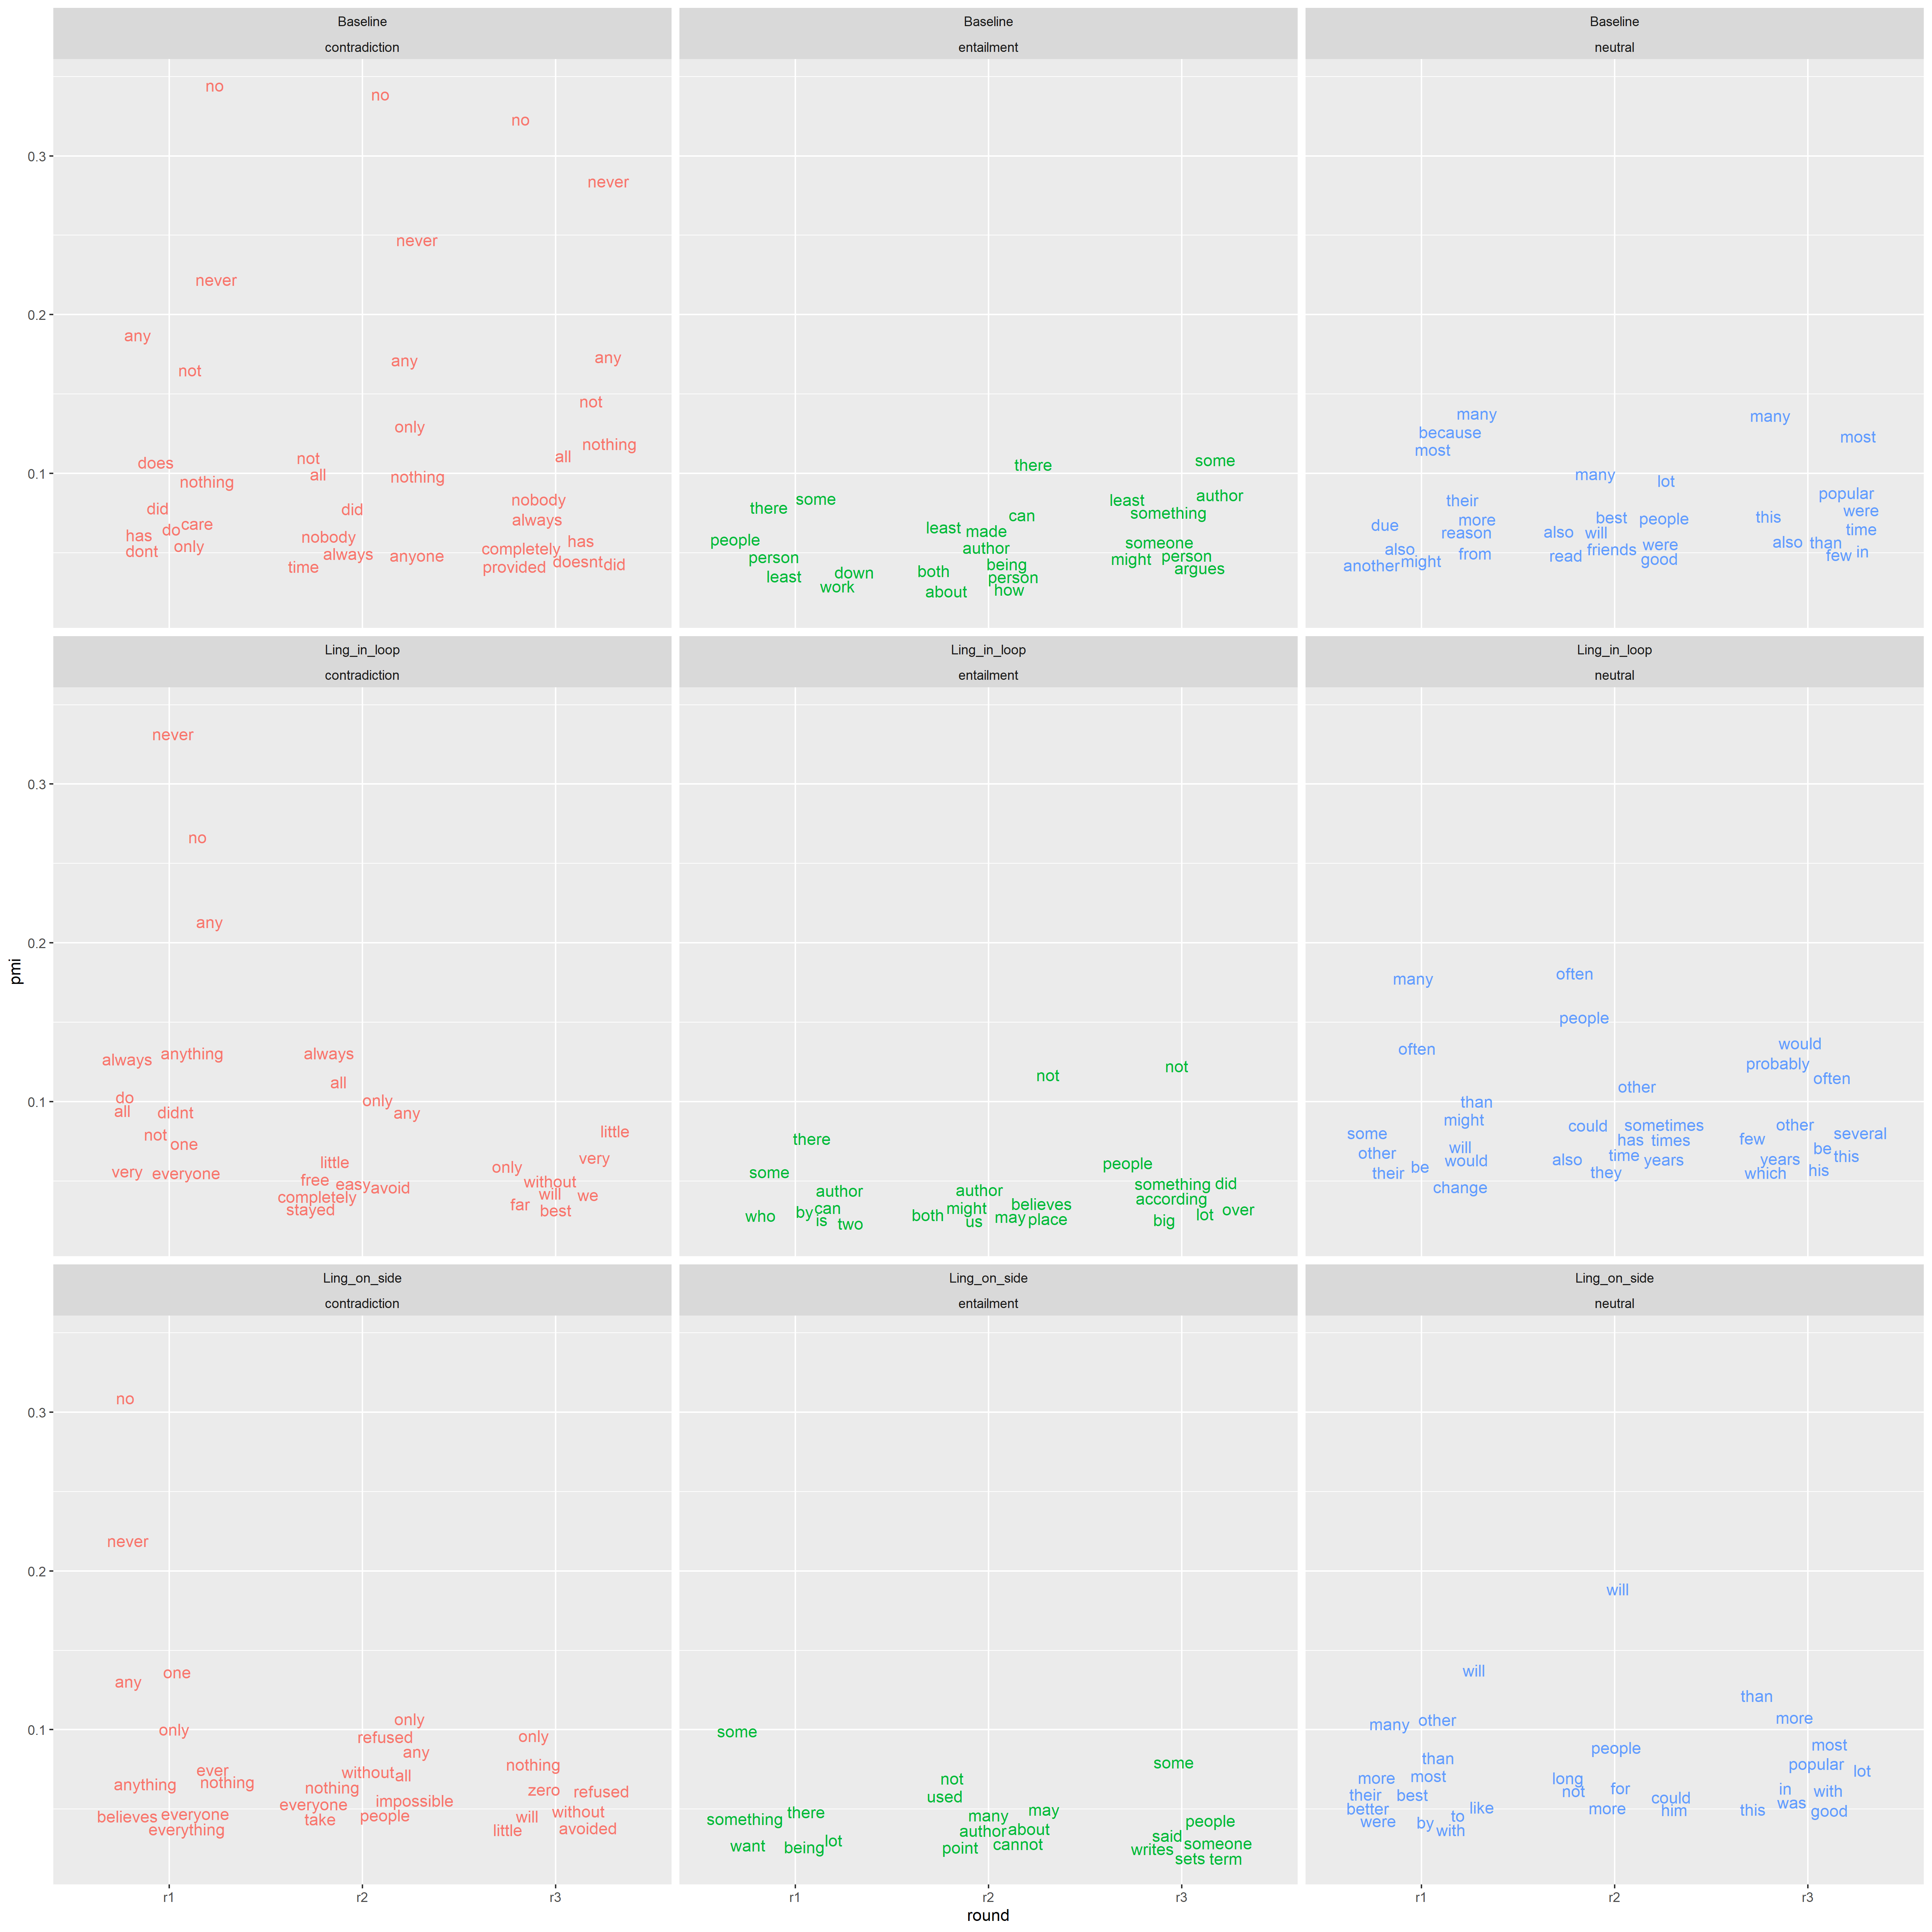 Baseline
contradiction
0.3
0.2
0.1
no
no
no
never
never
never
any
any
any
not
not
only
nothing
does
not
all
all
nothing
nothing
did
did
nobody
care
always
has
do
nobody
only
dont
always
anyone
completely
has
time
provided
doesnt
did
Baseline
entailment
there
some
some
author
there
least
can
something
least
made
people
author
someone
person
might
person
least
down
both
being
argues
person
work
about
how
Baseline
neutral
many
many
because
most
most
many
lot
their
popular
due
more
best
people
this
were
reason
also
will
time
also
were
also
than
another
might
from
read
friends
good
few
in
Ling_in_loop
contradiction
0.3
0.2
0.1
never
no
any
always
anything
always
do
all
all
didnt
only
any
not
one
little
little
very
very
everyone
free
easy
avoid
only
without
completely
will
we
stayed
far
best
Ling_in_loop
entailment
not
not
there
some
people
author
author
something
did
can
might
believes
according
who
by
is
two
both
us
may
place
big
lot
over
Ling_in_loop
neutral
many
often
people
often
would
probably
often
other
than
might
could
sometimes
other
some
has
times
few
several
other
will
time
be
this
be
would
also
years
years
their
they
which
his
change
Ling_on_side
contradiction
0.3
0.2
0.1
no
never
any
one
only
only
refused
only
any
ever
nothing
anything
nothing
without
all
nothing
zero
refused
believes
everyone
everyone
impossible
without
everything
take
people
will
little
avoided
Ling_on_side
entailment
some
some
not
used
something
there
many
may
people
author
about
said
want
being
lot
point
cannot
writes
someone
sets
term
Ling_on_side
neutral
will
will
many
other
than
more
than
people
most
more
most
long
popular
lot
their
best
not
for
in
with
better
like
more
could
was
were
by
to
him
this
good
with
r1
r2
r3
r1
r2
r3
r1
r2
r3
pmi
round